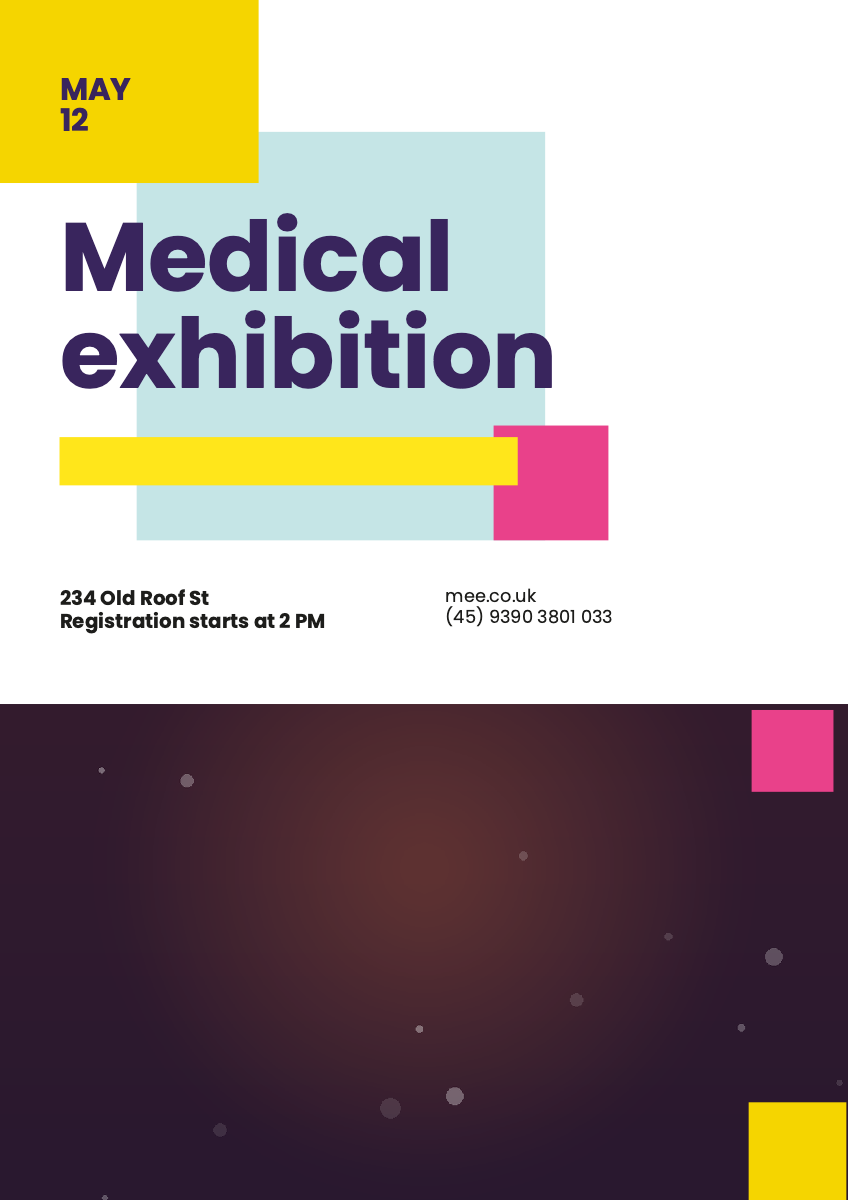 MAY
12
Medical
exhibition
234 Old Roof St
Registration starts at 2 PM
mee.co.uk
(45) 9390 3801 033